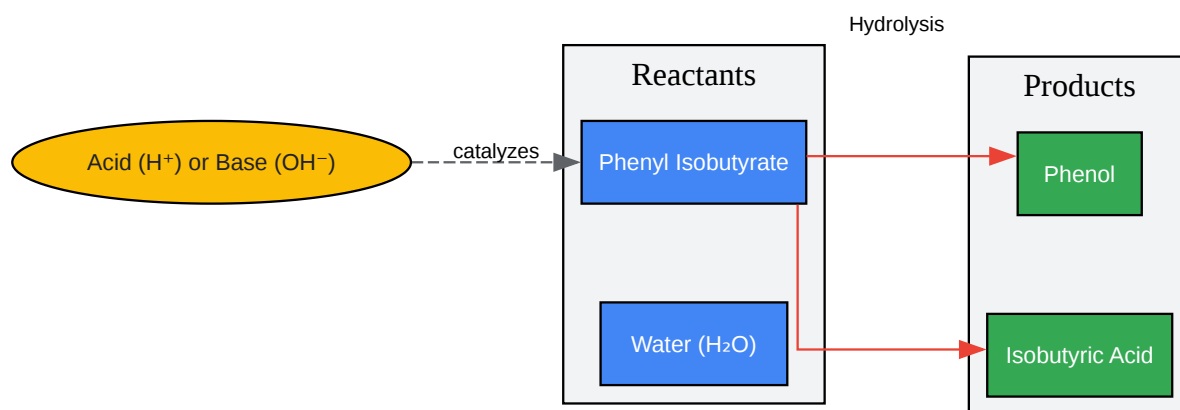 Hydrolysis
Reactants
Products
Acid (H⁺) or Base (OH⁻)
catalyzes
Phenyl Isobutyrate
Phenol
Water (H₂O)
Isobutyric Acid